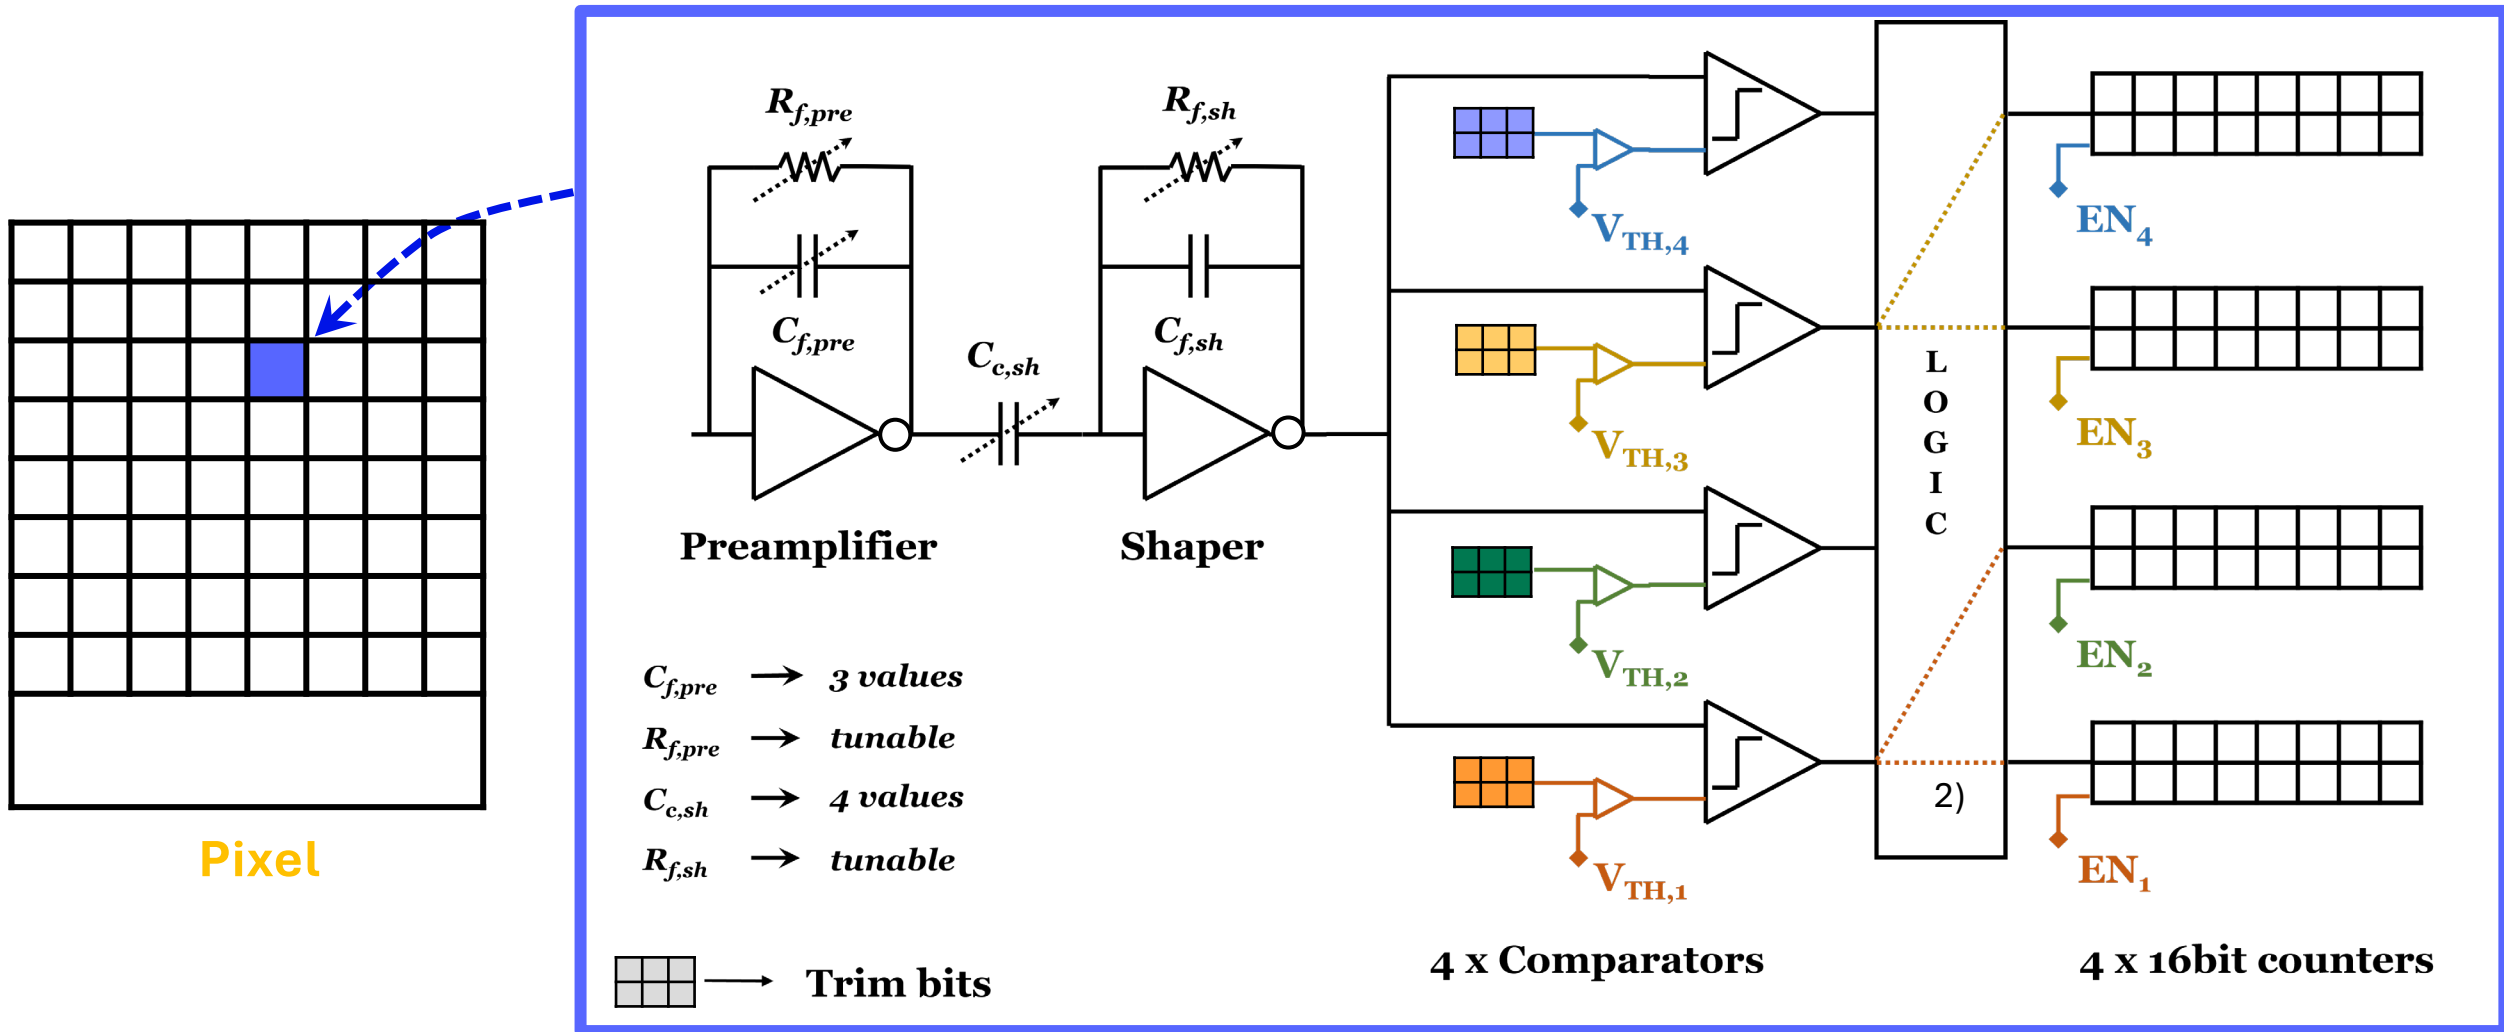 Pixel
R_f,pre
R_f,sh
C_f,pre
C_f,sh
C_c,sh
Preamplifier
Shaper
C_f,pre → 3 values
R_f,pre → tunable
C_c,sh → 4 values
R_f,sh → tunable
Trim bits
V_TH,4
V_TH,3
V_TH,2
V_TH,1
4 x Comparators
L
O
G
I
C
2)
EN_4
EN_3
EN_2
EN_1
4 x 16bit counters